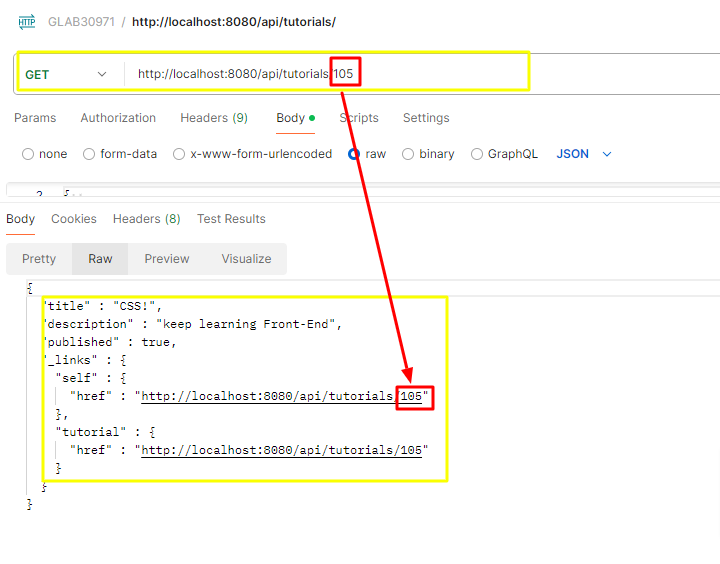 HTTP GLAB30971 / http://localhost:8080/api/tutorials/
GET http://localhost:8080/api/tutorials/105
Params Authorization Headers (9) Body Scripts Settings
none form-data x-www-form-urlencoded raw binary GraphQL JSON
2 {
Body Cookies Headers (8) Test Results
Pretty Raw Preview Visualize
{
"title" : "CSS!",
"description" : "keep learning Front-End",
"published" : true,
"_links" : {
"self" : {
"href" : "http://localhost:8080/api/tutorials/105"
},
"tutorial" : {
"href" : "http://localhost:8080/api/tutorials/105"
}
}
}